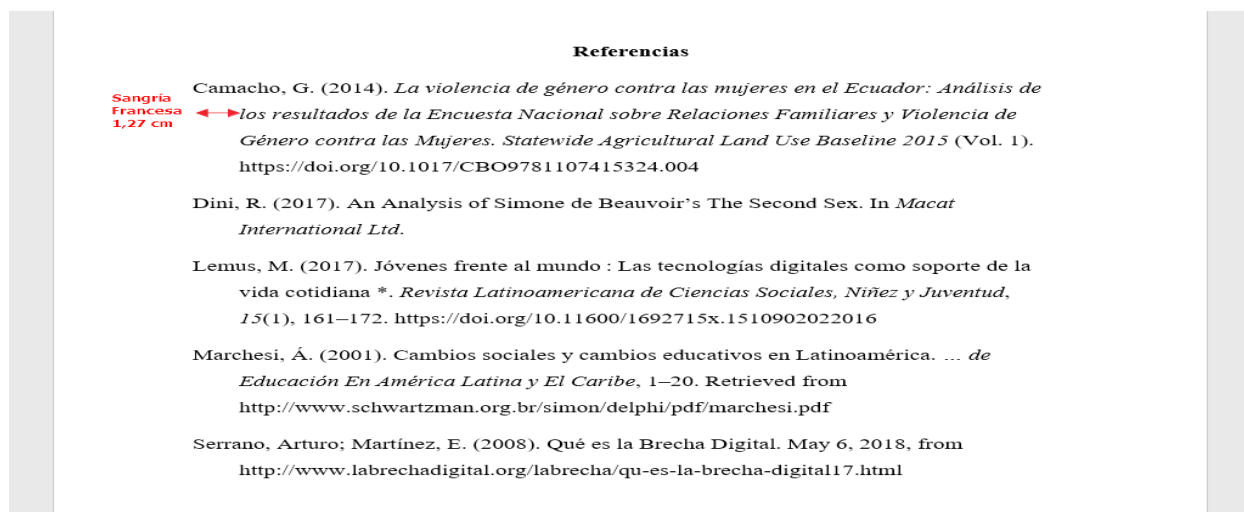 Referencias
Camacho, G. (2014). La violencia de género contra las mujeres en el Ecuador: Análisis de
Sangría
Francesa
1,27 cm
los resultados de la Encuesta Nacional sobre Relaciones Familiares y Violencia de
Género contra las Mujeres. Statewide Agricultural Land Use Baseline 2015 (Vol. 1).
https://doi.org/10.1017/CBO9781107415324.004
Dini, R. (2017). An Analysis of Simone de Beauvoir’s The Second Sex. In Macat
International Ltd.
Lemus, M. (2017). Jóvenes frente al mundo : Las tecnologías digitales como soporte de la
vida cotidiana *. Revista Latinoamericana de Ciencias Sociales, Niñez y Juventud,
15(1), 161–172. https://doi.org/10.11600/1692715x.1510902022016
Marchesi, Á. (2001). Cambios sociales y cambios educativos en Latinoamérica. ... de
Educación En América Latina y El Caribe, 1–20. Retrieved from
http://www.schwartzman.org.br/simon/delphi/pdf/marchesi.pdf
Serrano, Arturo; Martínez, E. (2008). Qué es la Brecha Digital. May 6, 2018, from
http://www.labrechadigital.org/labrecha/qu-es-la-brecha-digital17.html